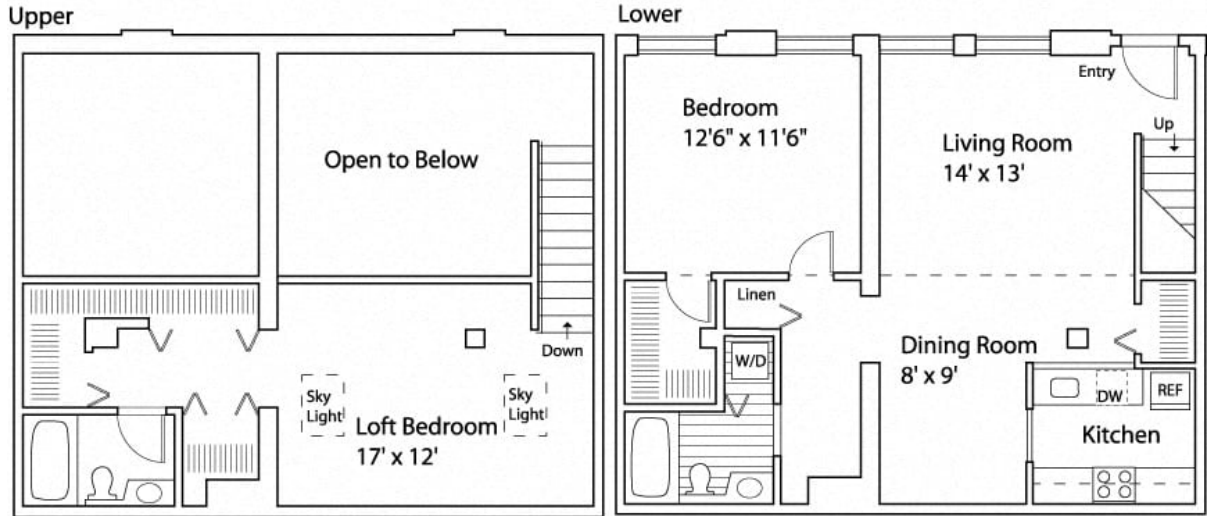 Upper
Open to Below
Down
Sky
Light
Sky
Light
Loft Bedroom
17' x 12'
Lower
Entry
Bedroom
12'6" x 11'6"
Up
Living Room
14' x 13'
Linen
W/D
Dining Room
8' x 9'
DW
REF
Kitchen